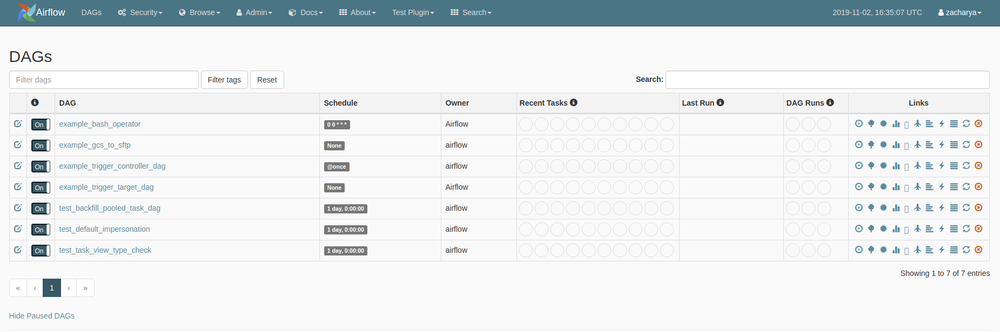 Airflow DAGs Security Browse Admin Docs About Test Plugin Search 2019-11-02, 16:35:07 UTC zacharya
DAGs
Filter dags Filter tags Reset Search:
DAG Schedule Owner Recent Tasks Last Run DAG Runs Links
On example_bash_operator 0 0 * * * Airflow
On example_gcs_to_sftp None airflow
On example_trigger_controller_dag @once airflow
On example_trigger_target_dag None Airflow
On test_backfill_pooled_task_dag 1 day, 0:00:00 airflow
On test_default_impersonation 1 day, 0:00:00 airflow
On test_task_view_type_check 1 day, 0:00:00 airflow
Showing 1 to 7 of 7 entries
« ‹ 1 › »
Hide Paused DAGs